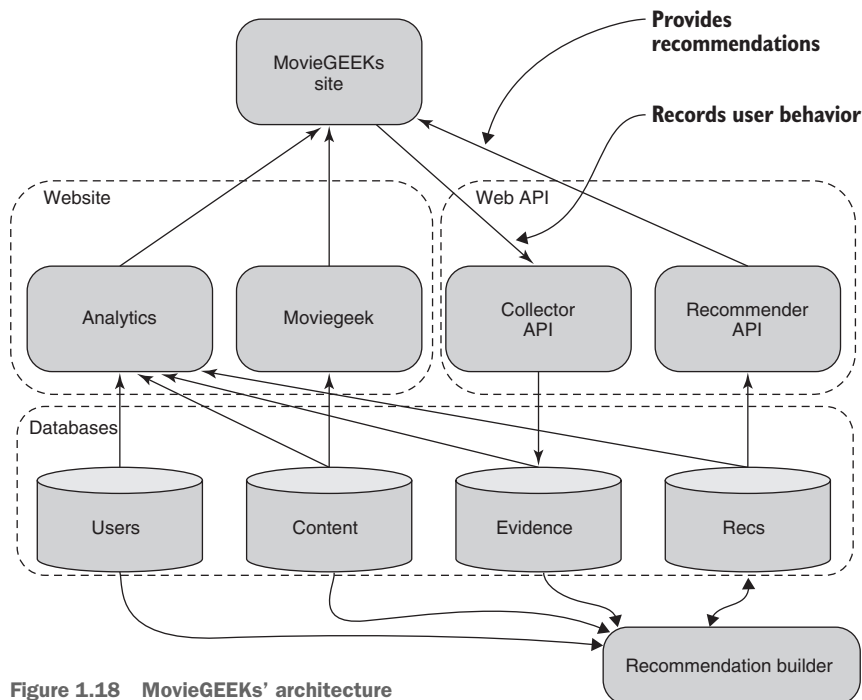 Provides
recommendations
MovieGEEKs
site
Records user behavior
Website
Web API
Analytics
Moviegeek
Collector
API
Recommender
API
Databases
Users
Content
Evidence
Recs
Recommendation builder
Figure 1.18 MovieGEEKs’ architecture